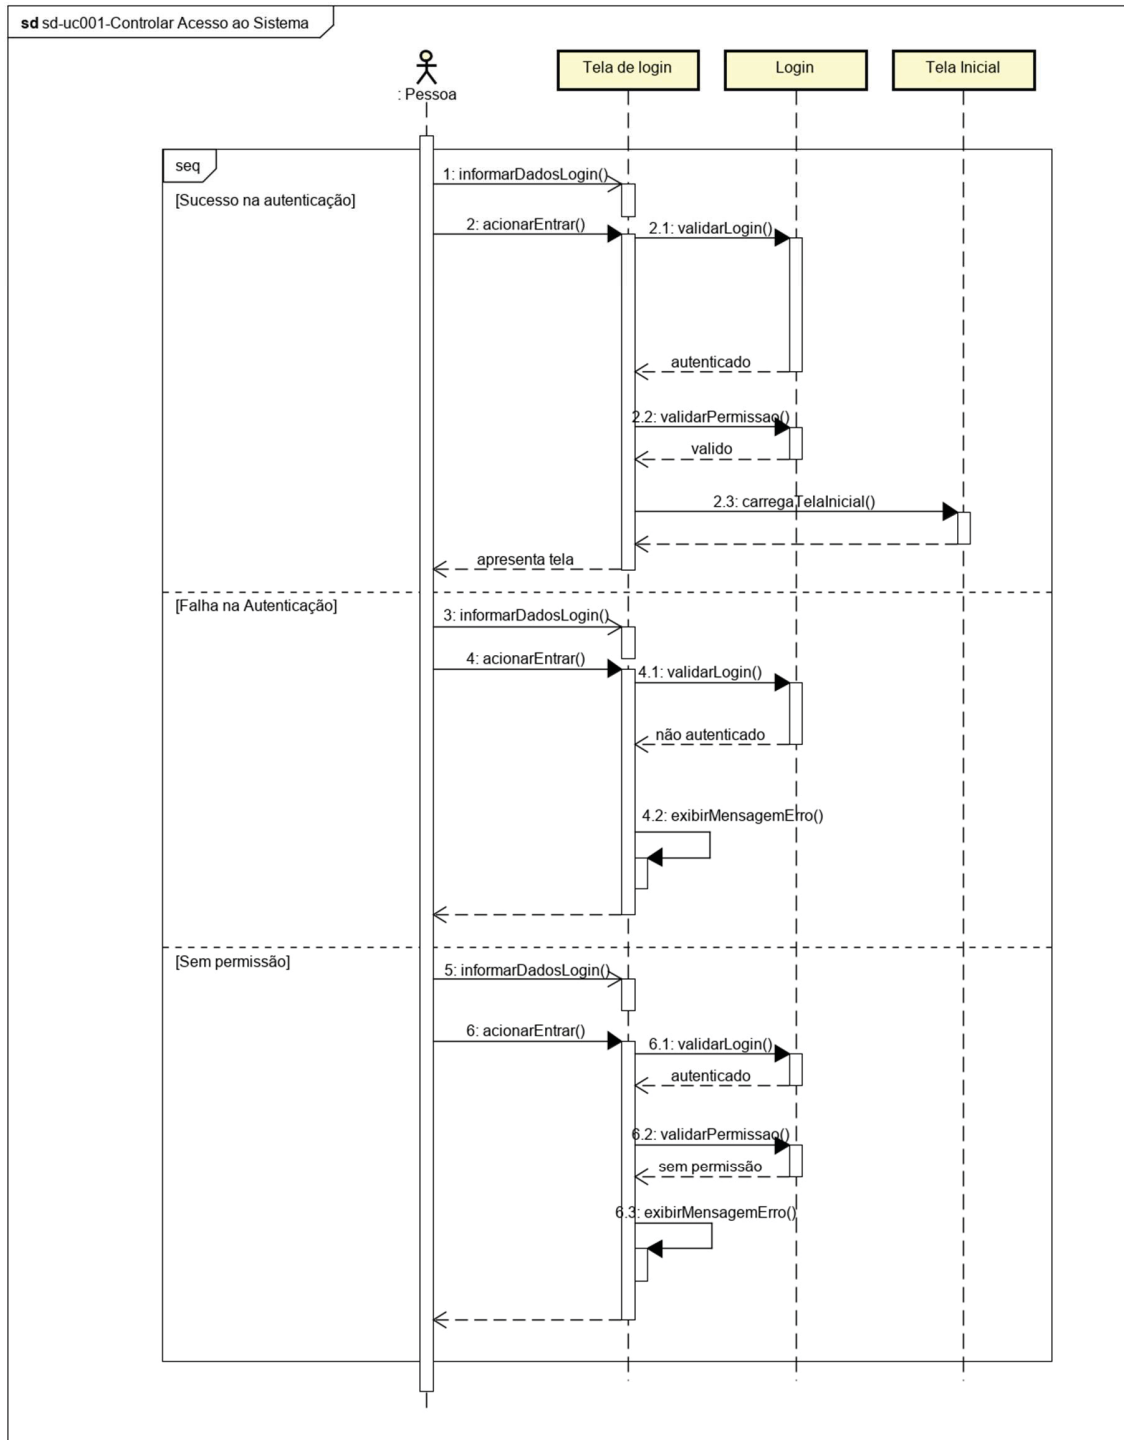 sd sd-uc001-Controlar Acesso ao Sistema
: Pessoa
Tela de login
Login
Tela Inicial
seq
[Sucesso na autenticação]
1: informarDadosLogin()
2: acionarEntrar()
2.1: validarLogin()
autenticado
2.2: validarPermissao()
valido
2.3: carregaTelaInicial()
apresenta tela
[Falha na Autenticação]
3: informarDadosLogin()
4: acionarEntrar()
4.1: validarLogin()
não autenticado
4.2: exibirMensagemErro()
[Sem permissão]
5: informarDadosLogin()
6: acionarEntrar()
6.1: validarLogin()
autenticado
6.2: validarPermissao()
sem permissão
6.3: exibirMensagemErro()